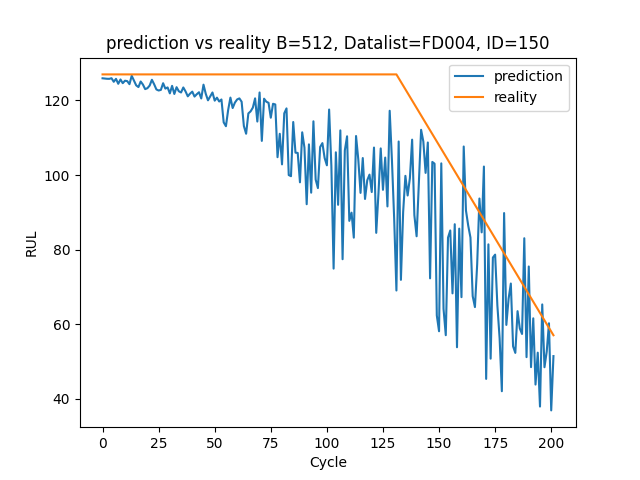 prediction vs reality B=512, Datalist=FD004, ID=150
prediction
reality
RUL
120
100
80
60
40
0 25 50 75 100 125 150 175 200
Cycle